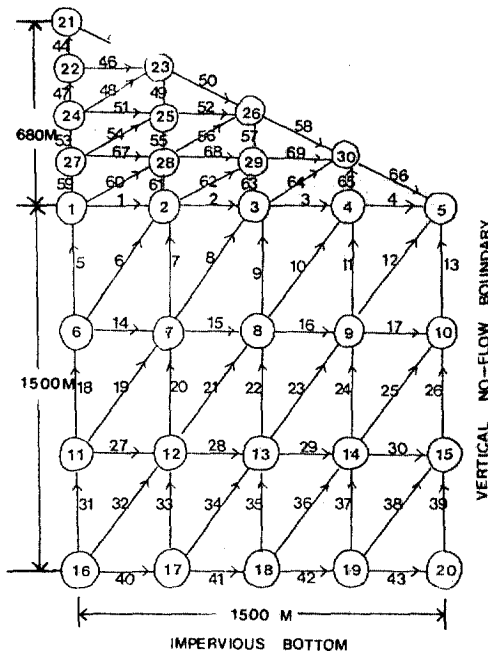 21
44
22 46 23
50
47 48 49
24 51 25 52 26
680M
53 54 55 56 57 58
27 67 28 68 29 69 30
59 60 61 62 63 64 65 66
1 1 2 2 3 3 4 4 5
5 6 7 8 9 10 11 12 13
6 14 7 15 8 16 9 17 10
1500M
18 19 20 21 22 23 24 25 26
11 27 12 28 13 29 14 30 15
31 32 33 34 35 36 37 38 39
16 40 17 41 18 42 19 43 20
1500 M
IMPERVIOUS BOTTOM
VERTICAL NO-FLOW BOUNDARY